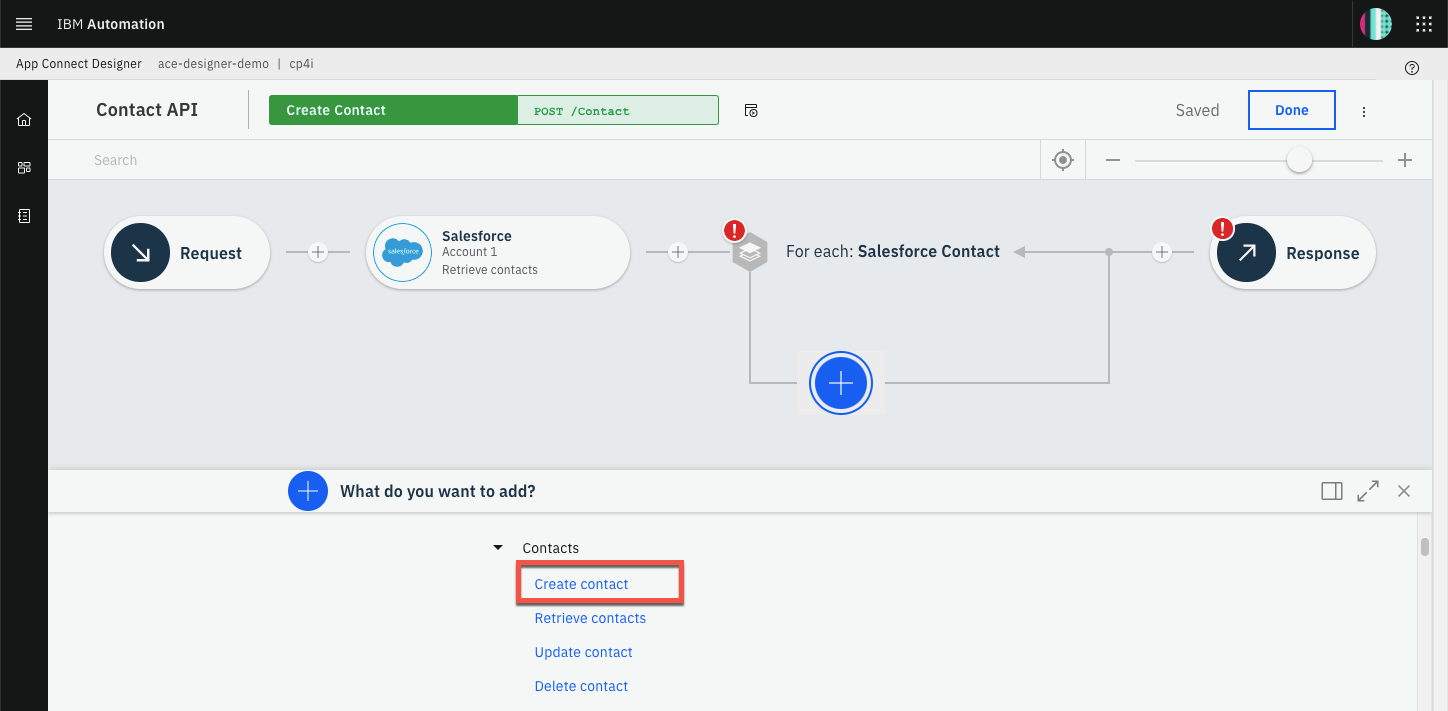 IBM Automation
App Connect Designer ace-designer-demo | cp4i
Contact API
Create Contact
POST /Contact
Saved
Done
Search
Request
salesforce
Salesforce
Account 1
Retrieve contacts
!
For each: Salesforce Contact
!
Response
What do you want to add?
Contacts
Create contact
Retrieve contacts
Update contact
Delete contact